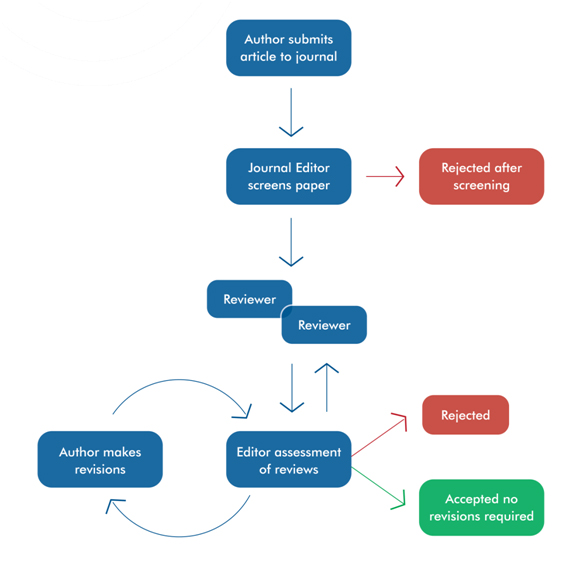 Author submits
article to journal
Journal Editor
screens paper
Rejected after
screening
Reviewer
Reviewer
Rejected
Author makes
revisions
Editor assessment
of reviews
Accepted no
revisions required